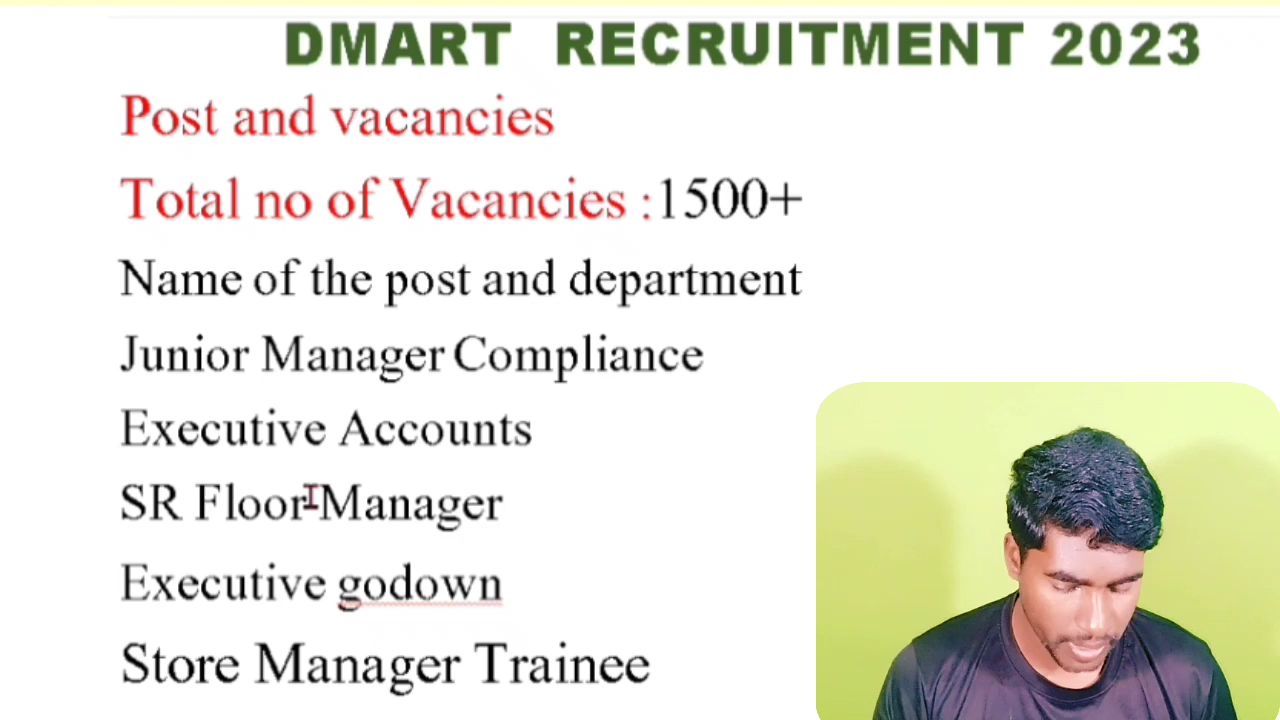 DMART RECRUITMENT 2023
Post and vacancies
Total no of Vacancies :1500+
Name of the post and department
Junior Manager Compliance
Executive Accounts
SR Floor Manager
Executive godown
Store Manager Trainee